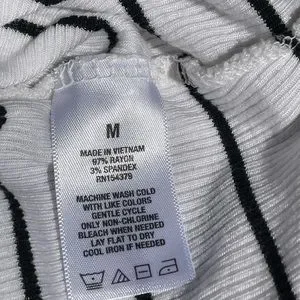 M
MADE IN VIETNAM
97% RAYON
3% SPANDEX
RN154379
MACHINE WASH COLD
WITH LIKE COLORS
GENTLE CYCLE
ONLY NON-CHLORINE
BLEACH WHEN NEEDED
LAY FLAT TO DRY
COOL IRON IF NEEDED